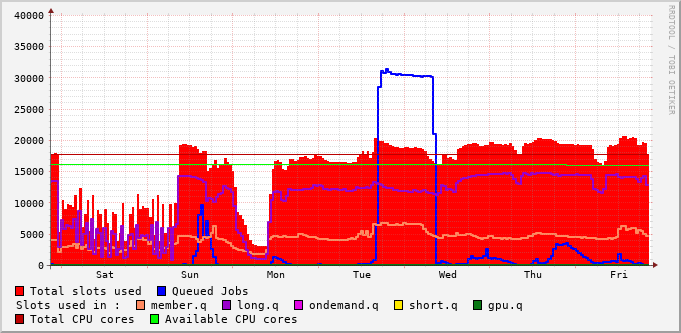 40000
35000
30000
25000
20000
15000
10000
5000
0
Sat Sun Mon Tue Wed Thu Fri
RRDTOOL / TOBI OETIKER
Total slots used Queued Jobs
Slots used in : member.q long.q ondemand.q short.q gpu.q
Total CPU cores Available CPU cores